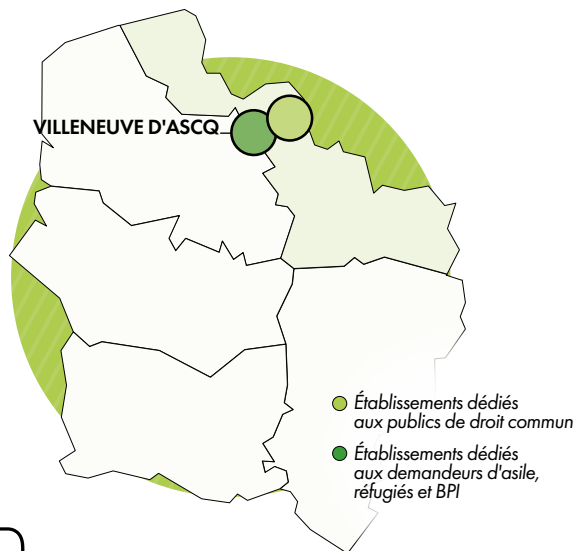 VILLENEUVE D'ASCQ
Établissements dédiés
aux publics de droit commun
Établissements dédiés
aux demandeurs d'asile,
réfugiés et BPI